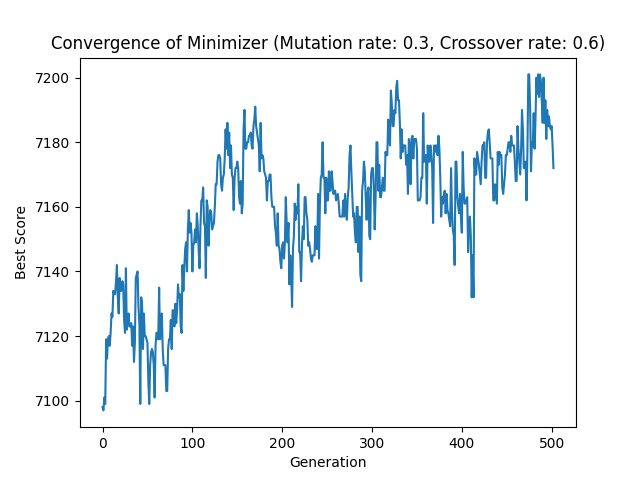 Convergence of Minimizer (Mutation rate: 0.3, Crossover rate: 0.6)
7200
7180
7160
7140
7120
7100
Best Score
0 100 200 300 400 500
Generation